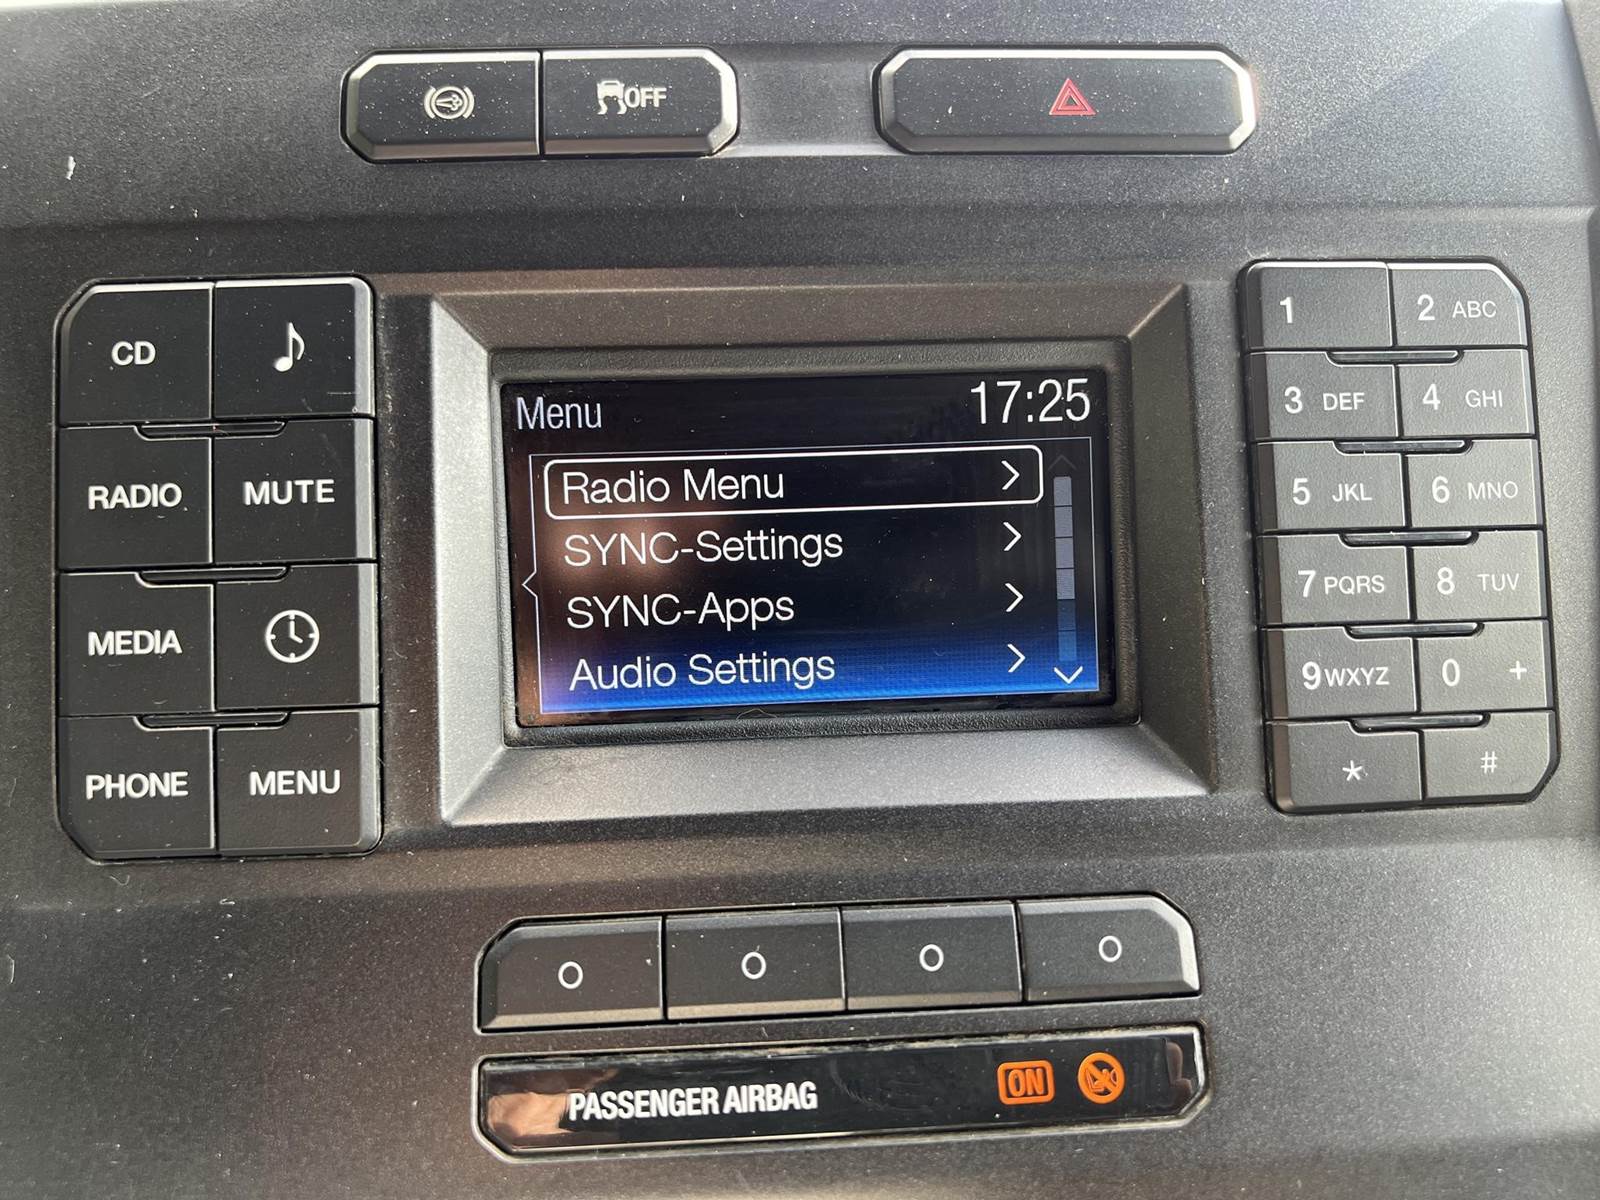 OFF
Menu 17:25
Radio Menu
SYNC-Settings
SYNC-Apps
Audio Settings
CD
RADIO MUTE
MEDIA
PHONE MENU
1 2 ABC
3 DEF 4 GHI
5 JKL 6 MNO
7 PQRS 8 TUV
9 WXYZ 0 +
* #
PASSENGER AIRBAG ON